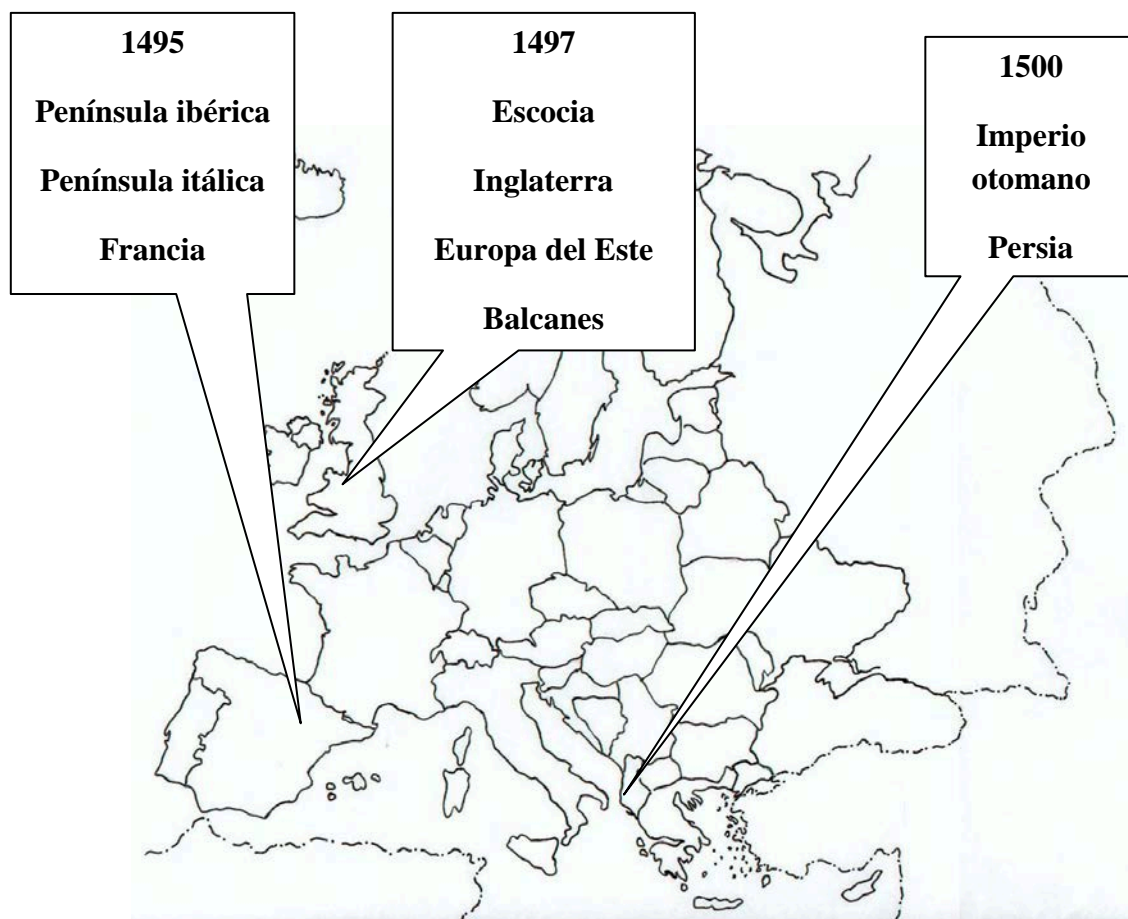 1495
Península ibérica
Península itálica
Francia
1497
Escocia
Inglaterra
Europa del Este
Balcanes
1500
Imperio
otomano
Persia